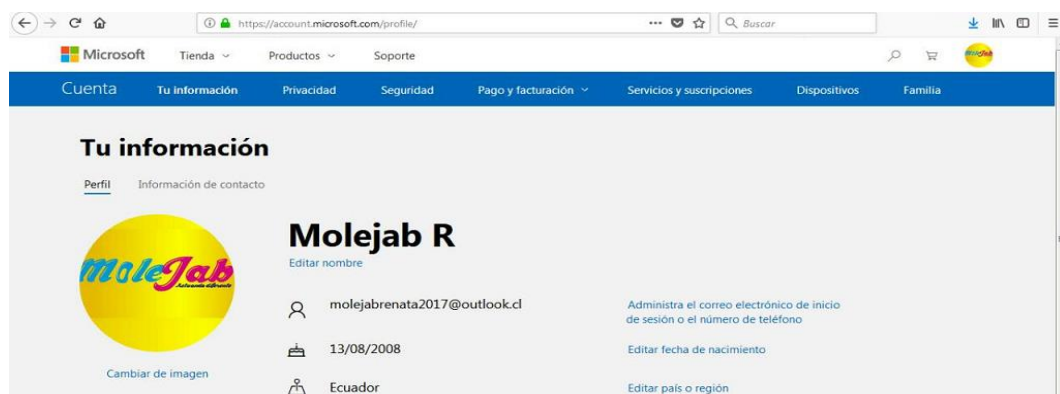 https://account.microsoft.com/profile/
Buscar
Microsoft Tienda Productos Soporte
Cuenta Tu información Privacidad Seguridad Pago y facturación Servicios y suscripciones Dispositivos Familia
Tu información
Perfil Información de contacto
Molejab R
Editar nombre
MoleJab
molejabrenata2017@outlook.cl
Administra el correo electrónico de inicio
de sesión o el número de teléfono
13/08/2008 Editar fecha de nacimiento
Cambiar de imagen
Ecuador Editar país o región